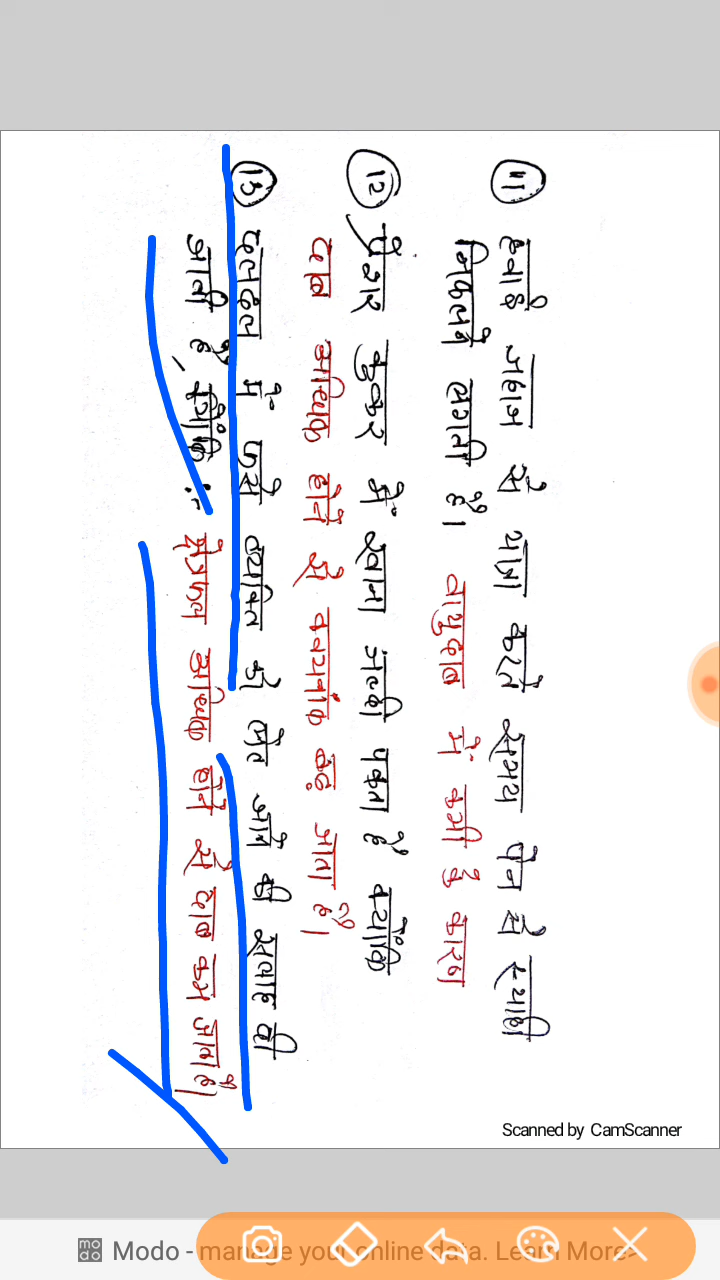 (11) हवाई जहाज से यात्रा करते समय पेन से स्याही
निकलने लगती है। वायुदाब में कमी के कारण
(12) प्रेशर कुकर में खाना जल्दी पकता है क्योंकि
दाब अधिक होने से क्वथनांक बढ़ जाता है।
(13) दलदल में फंसे व्यक्ति को लेट जाने की सलाह दी
जाती है क्योंकि :- क्षेत्रफल अधिक होने से दाब कम जाता है।
Scanned by CamScanner
modo Modo - manage your online data. Learn More>